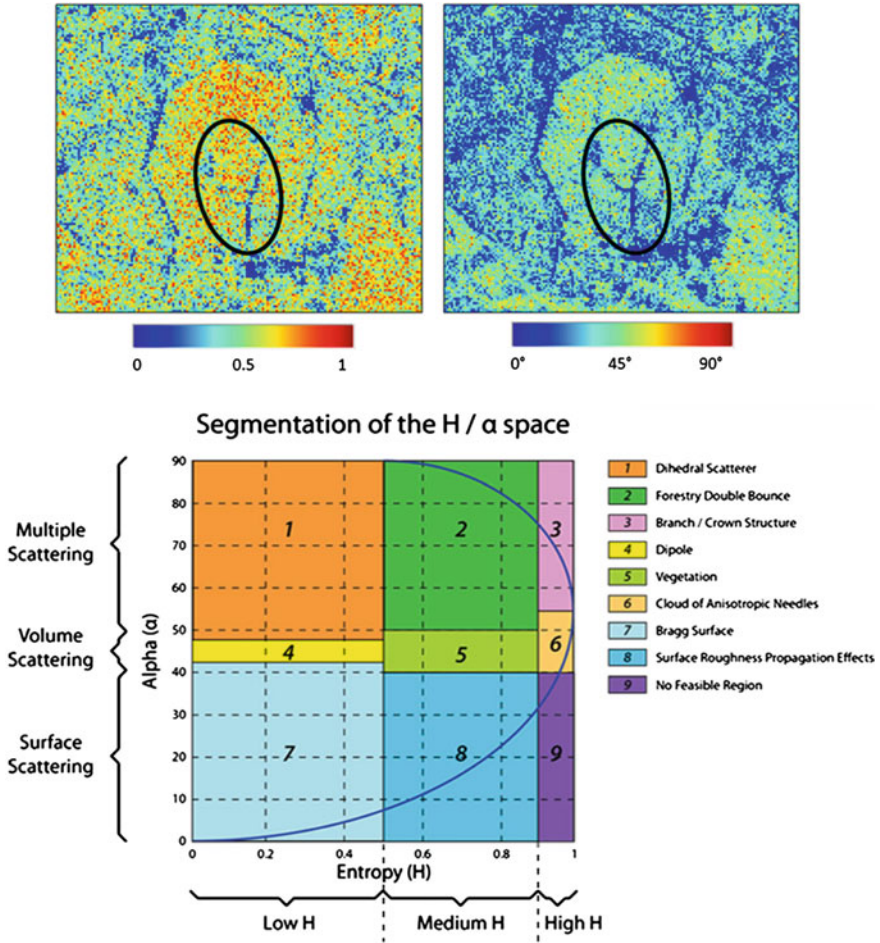 0 0.5 1
0° 45° 90°
Segmentation of the H / α space
Multiple
Scattering
Volume
Scattering
Surface
Scattering
Alpha (α)
90
80
70
60
50
40
30
20
10
0
1 2 3
4 5 6
7 8 9
0 0.2 0.4 0.6 0.8 1
Entropy (H)
Low H Medium H High H
1 Dihedral Scatterer
2 Forestry Double Bounce
3 Branch / Crown Structure
4 Dipole
5 Vegetation
6 Cloud of Anisotropic Needles
7 Bragg Surface
8 Surface Roughness Propagation Effects
9 No Feasible Region